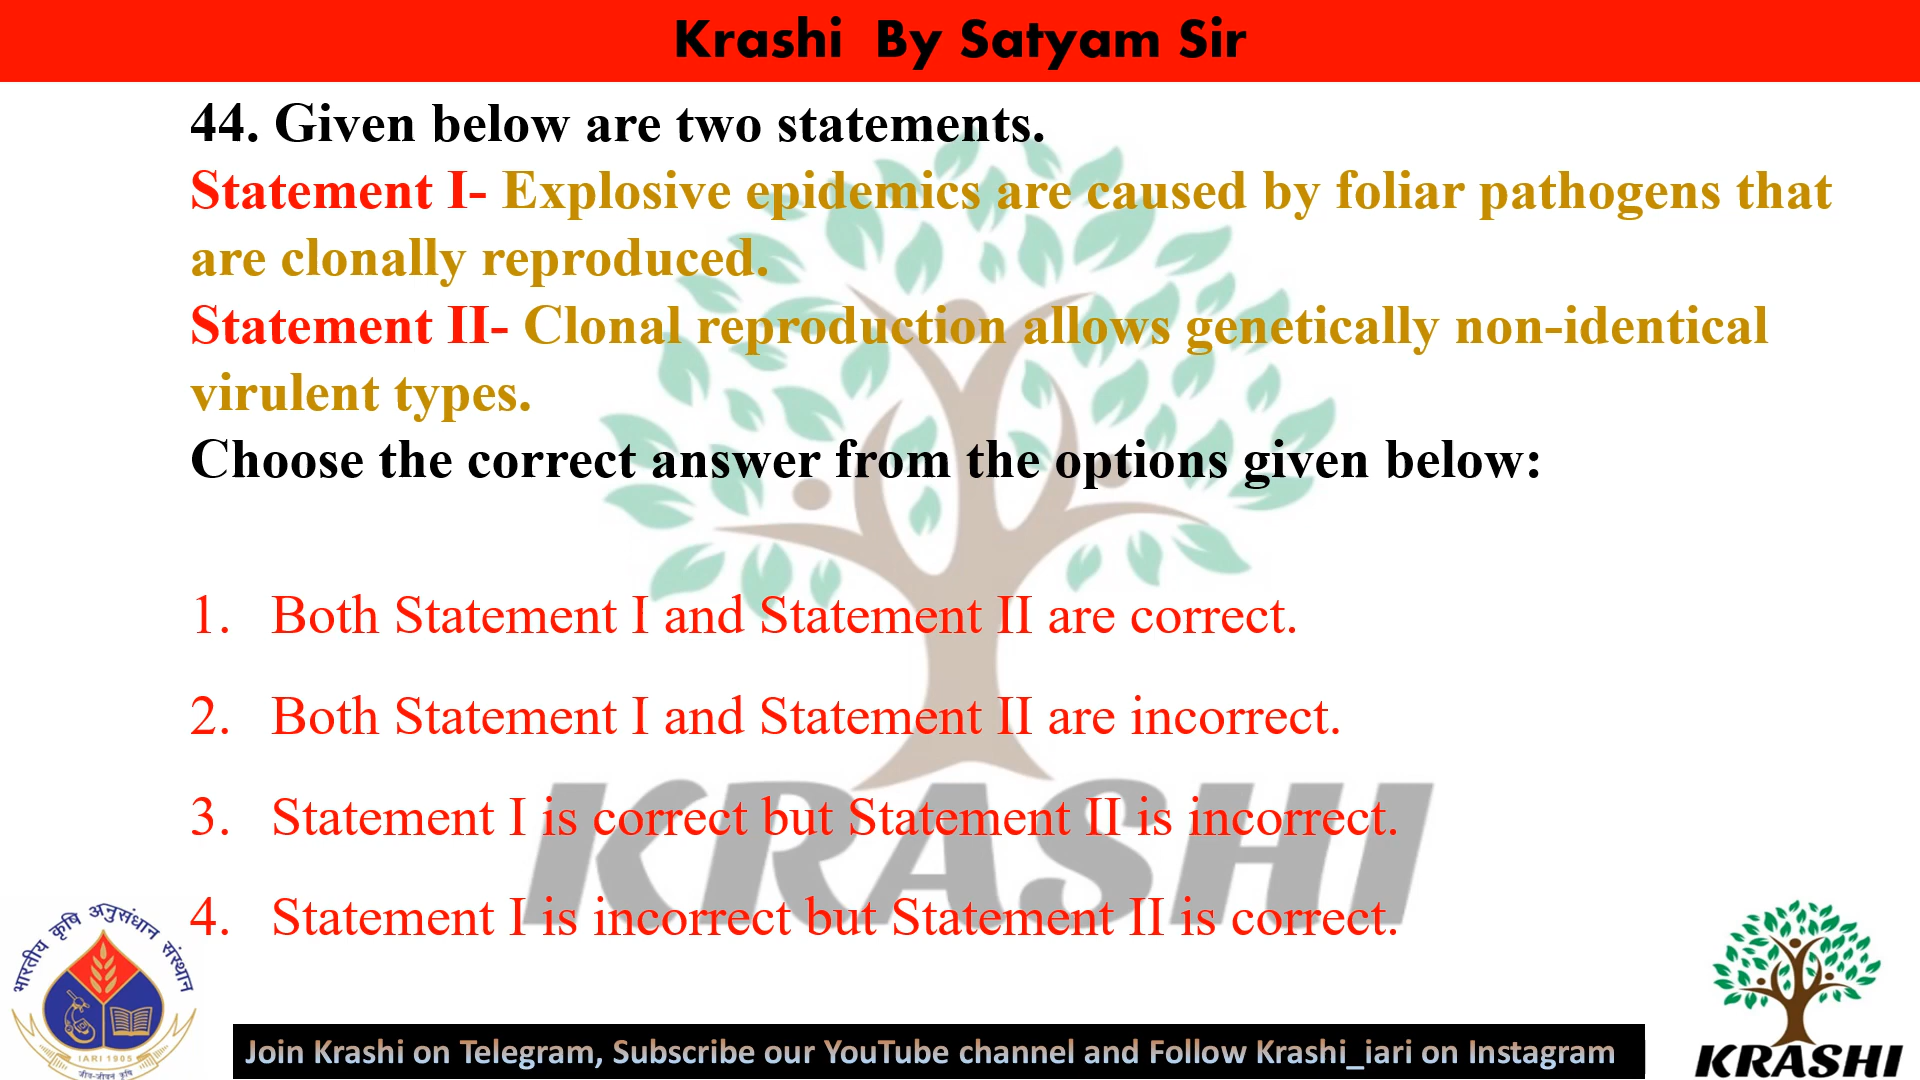 Krashi By Satyam Sir
44. Given below are two statements.
Statement I- Explosive epidemics are caused by foliar pathogens that
are clonally reproduced.
Statement II- Clonal reproduction allows genetically non-identical
virulent types.
Choose the correct answer from the options given below:
1. Both Statement I and Statement II are correct.
2. Both Statement I and Statement II are incorrect.
3. Statement I is correct but Statement II is incorrect.
4. Statement I is incorrect but Statement II is correct.
KRASHI
भारतीय कृषि अनुसंधान संस्थान
IARI 1905
Join Krashi on Telegram, Subscribe our YouTube channel and Follow Krashi_iari on Instagram
KRASHI